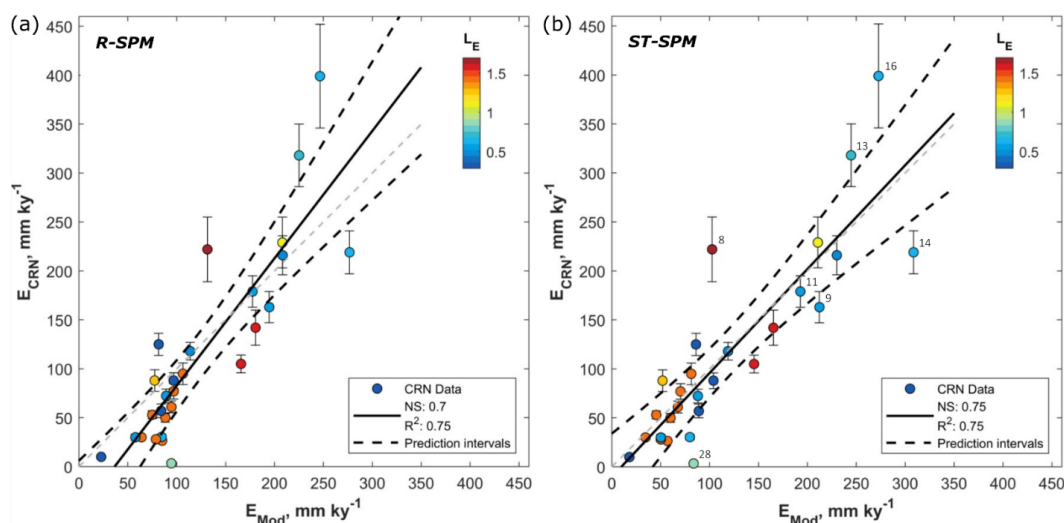 (a)
R-SPM
L_E
1.5
1
0.5
450
400
350
300
250
200
150
100
50
0
E_CRN, mm ky^-1
CRN Data
NS: 0.7
R^2: 0.75
Prediction intervals
0 50 100 150 200 250 300 350 400 450
E_Mod, mm ky^-1
(b)
ST-SPM
L_E
1.5
1
0.5
450
400
350
300
250
200
150
100
50
0
E_CRN, mm ky^-1
16
13
8
14
11
9
28
CRN Data
NS: 0.75
R^2: 0.75
Prediction intervals
0 50 100 150 200 250 300 350 400 450
E_Mod, mm ky^-1